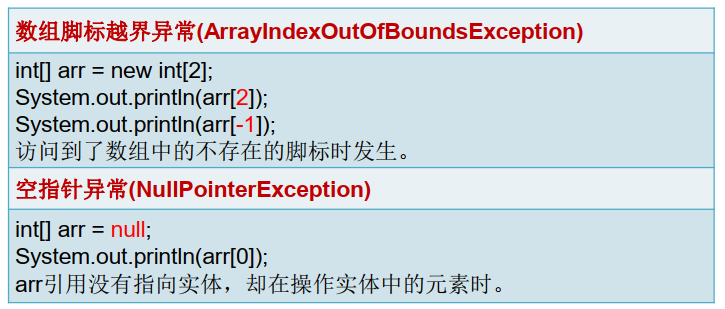 数组脚标越界异常(ArrayIndexOutOfBoundsException)
int[] arr = new int[2];
System.out.println(arr[2]);
System.out.println(arr[-1]);
访问到了数组中的不存在的脚标时发生。
空指针异常(NullPointerException)
int[] arr = null;
System.out.println(arr[0]);
arr引用没有指向实体，却在操作实体中的元素时。